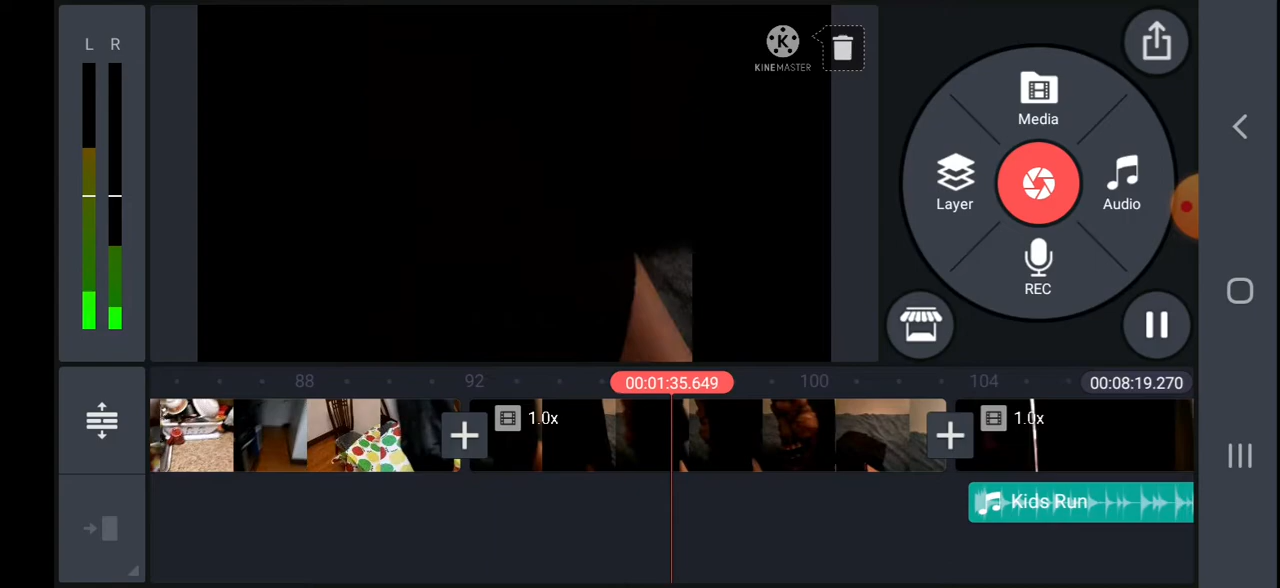 L R
KINEMASTER
Media
Layer
Audio
REC
88 92 100 104
00:01:35.649
00:08:19.270
1.0x
1.0x
Kids Run